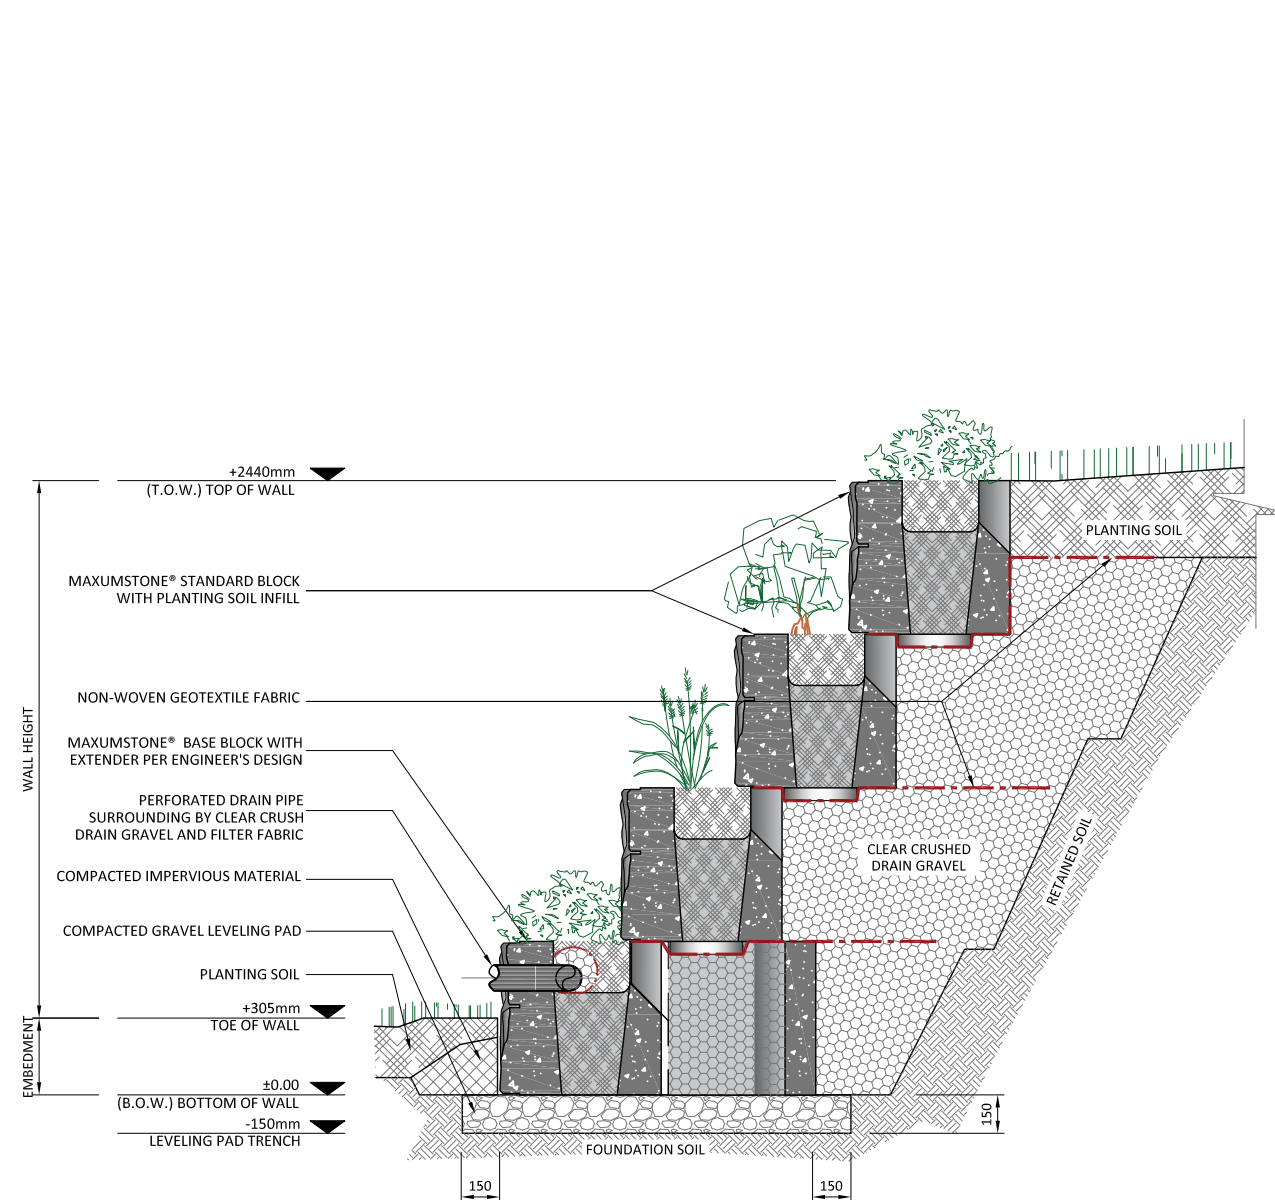 +2440mm
(T.O.W.) TOP OF WALL
PLANTING SOIL
MAXUMSTONE® STANDARD BLOCK
WITH PLANTING SOIL INFILL
NON-WOVEN GEOTEXTILE FABRIC
WALL HEIGHT
MAXUMSTONE® BASE BLOCK WITH
EXTENDER PER ENGINEER'S DESIGN
PERFORATED DRAIN PIPE
SURROUNDING BY CLEAR CRUSH
DRAIN GRAVEL AND FILTER FABRIC
CLEAR CRUSHED
DRAIN GRAVEL
RETAINED SOIL
COMPACTED IMPERVIOUS MATERIAL
COMPACTED GRAVEL LEVELING PAD
PLANTING SOIL
+305mm
TOE OF WALL
EMBEDMENT
±0.00
(B.O.W.) BOTTOM OF WALL
-150mm
LEVELING PAD TRENCH
150
FOUNDATION SOIL
150
150